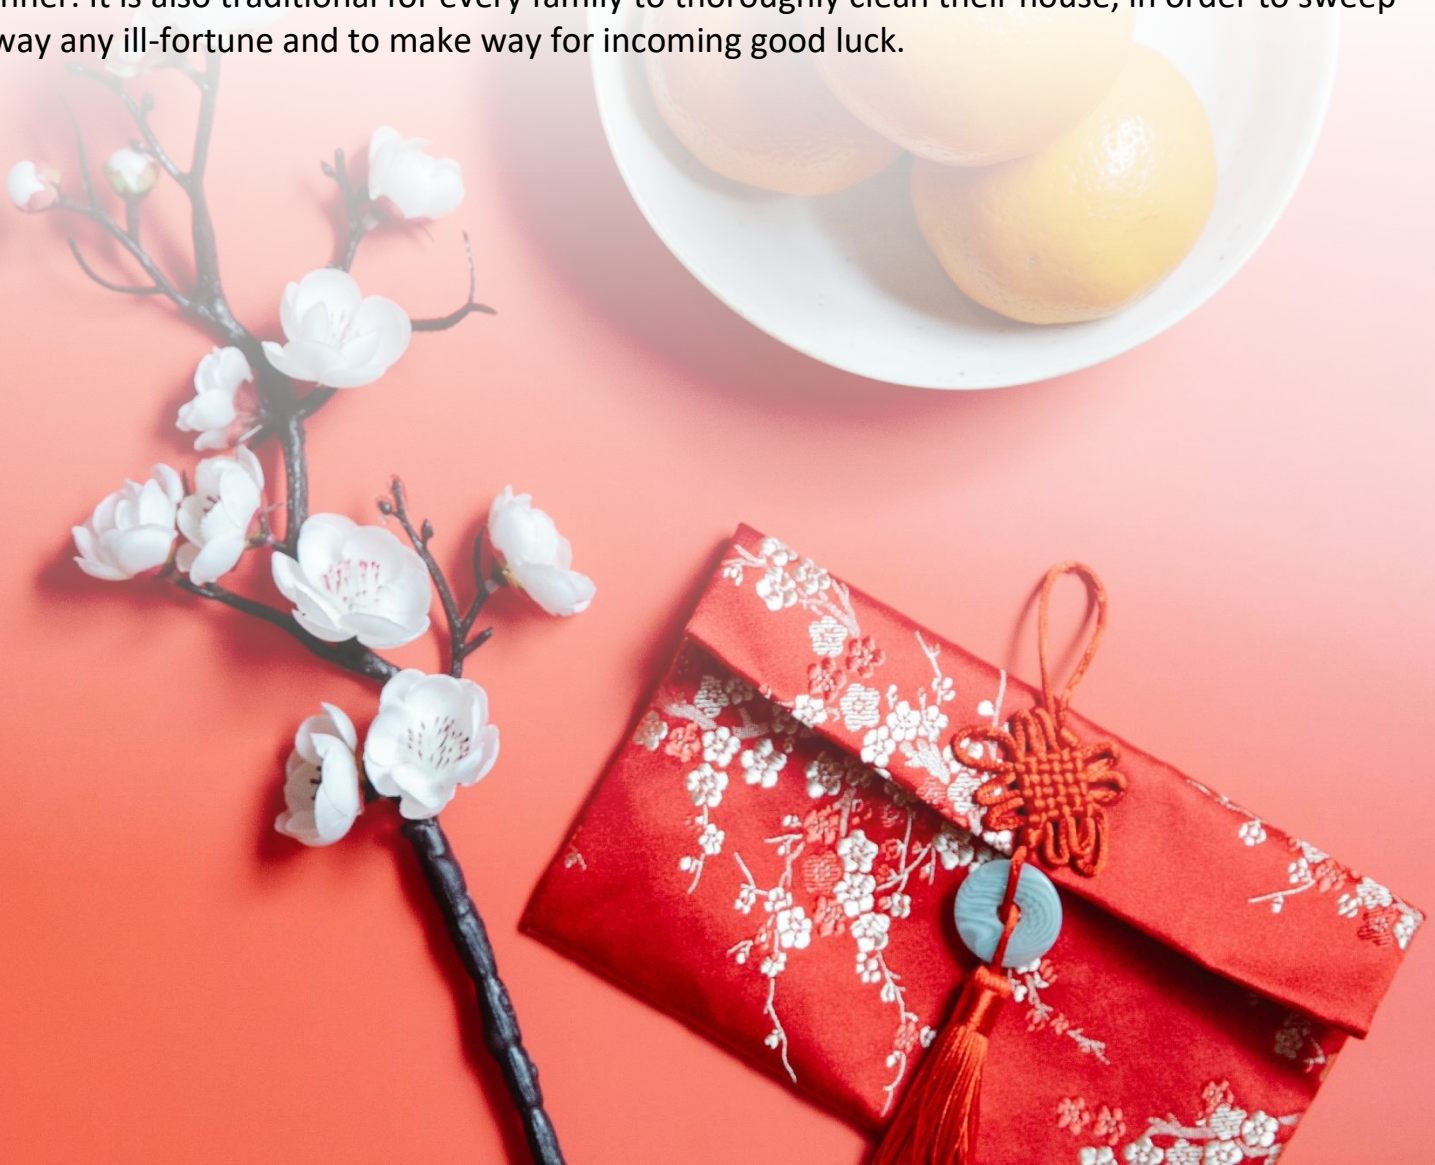 nner. It is also traditional for every family to thoroughly clean their house, in order to sweep
way any ill-fortune and to make way for incoming good luck.